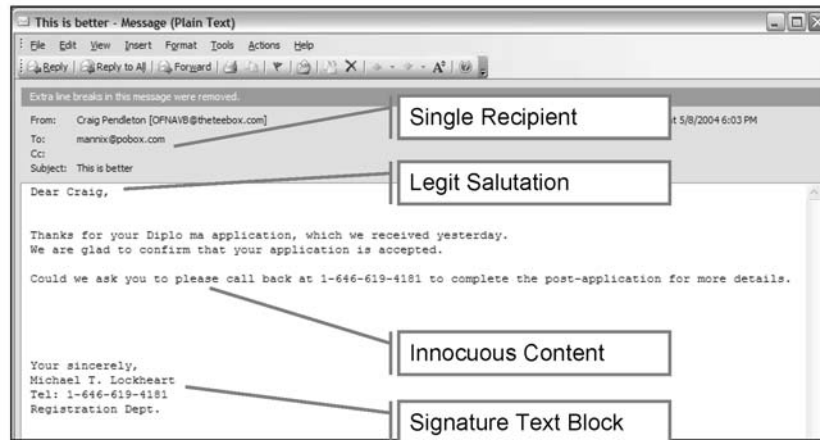 This is better - Message (Plain Text)
File Edit View Insert Format Tools Actions Help
Reply Reply to All Forward
Extra line breaks in this message were removed.
From: Craig Pendleton [OFNAVB@theteebox.com]
t 5/8/2004 6:03 PM
Single Recipient
To: mannix@pobox.com
Cc:
Subject: This is better
Legit Salutation
Dear Craig,
Thanks for your Diplo ma application, which we received yesterday.
We are glad to confirm that your application is accepted.
Could we ask you to please call back at 1-646-619-4181 to complete the post-application for more details.
Innocuous Content
Your sincerely,
Michael T. Lockheart
Tel: 1-646-619-4181
Registration Dept.
Signature Text Block